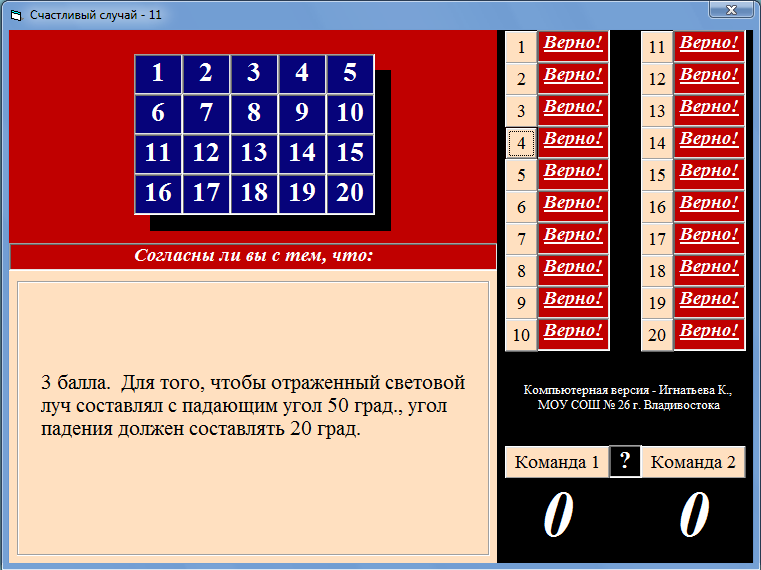 Счастливый случай - 11
1 2 3 4 5
6 7 8 9 10
11 12 13 14 15
16 17 18 19 20
Согласны ли вы с тем, что:
3 балла.  Для того, чтобы отраженный световой
луч составлял с падающим угол 50 град., угол
падения должен составлять 20 град.
1 Верно! 11 Верно!
2 Верно! 12 Верно!
3 Верно! 13 Верно!
4 Верно! 14 Верно!
5 Верно! 15 Верно!
6 Верно! 16 Верно!
7 Верно! 17 Верно!
8 Верно! 18 Верно!
9 Верно! 19 Верно!
10 Верно! 20 Верно!
Компьютерная версия - Игнатьева К.,
МОУ СОШ № 26 г. Владивостока
Команда 1 ? Команда 2
0 0